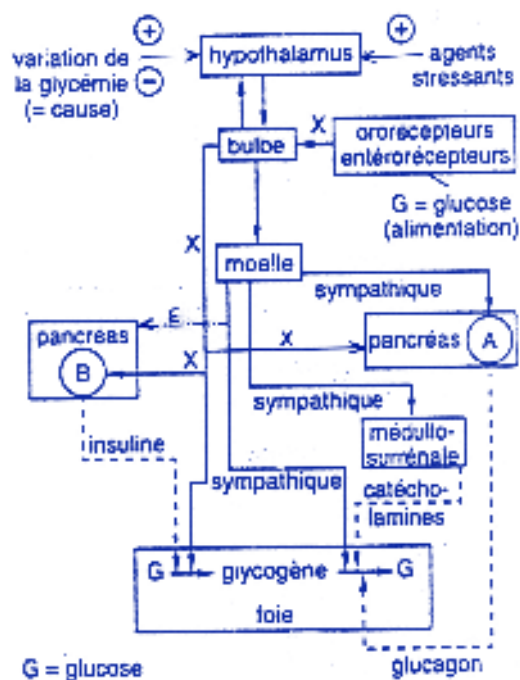 variation de
la glycémie
(= cause)
+
−
hypothalamus
+
agents
stressants
bulbe
X
ororécepteurs
entérorécepteurs
G = glucose
(alimentation)
X
moelle
sympathique
E
pancréas
B
X
X
pancréas
A
insuline
sympathique
médullo-
surrénale
sympathique
catécho-
lamines
G
glycogène
G
foie
G = glucose
glucagon